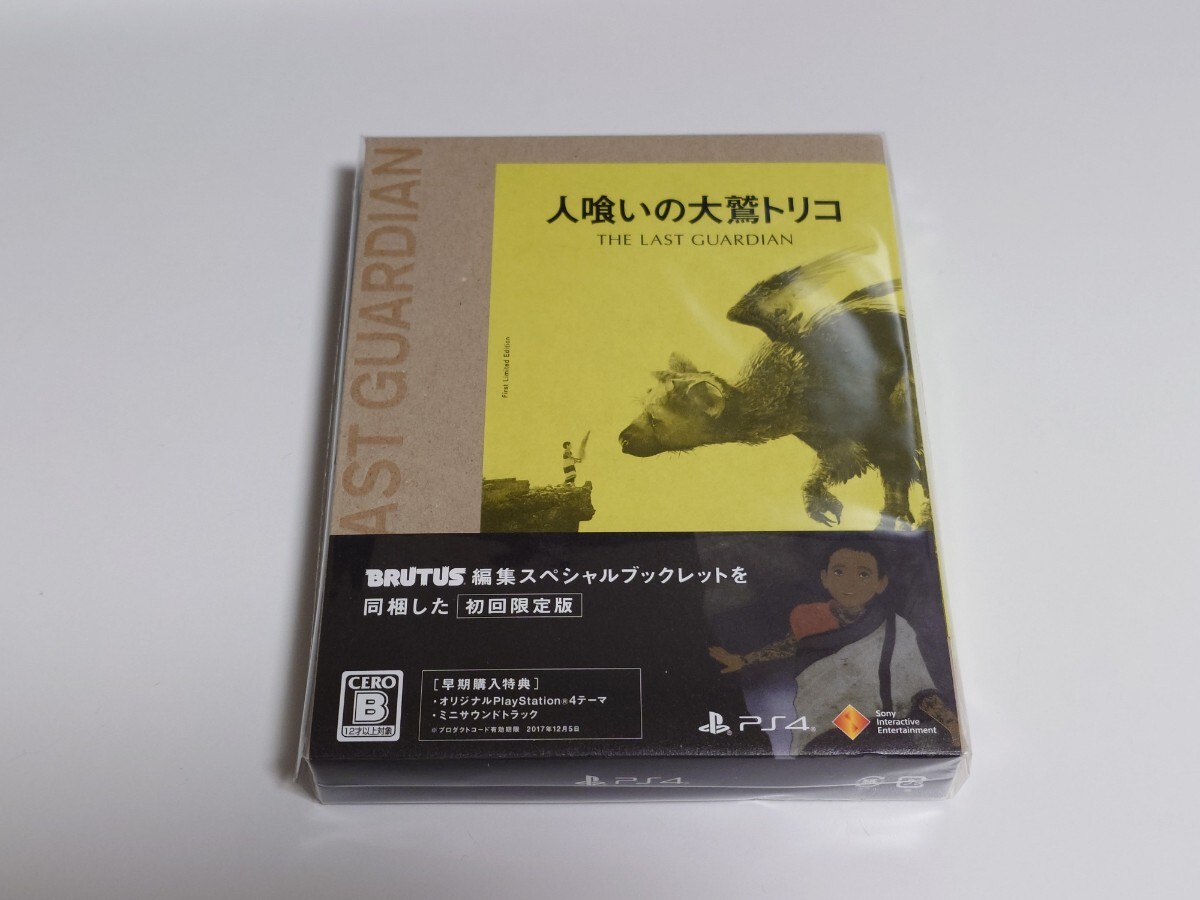 AST GUARDIAN
人喰いの大鷲トリコ
THE LAST GUARDIAN
First Limited Edition
BRUTUS 編集スペシャルブックレットを
同梱した 初回限定版
CERO
B
12才以上対象
[早期購入特典]
・オリジナルPlayStation®4テーマ
・ミニサウンドトラック
※プロダクトコード有効期限 2017年12月5日
PS4
Sony
Interactive
Entertainment
PS4